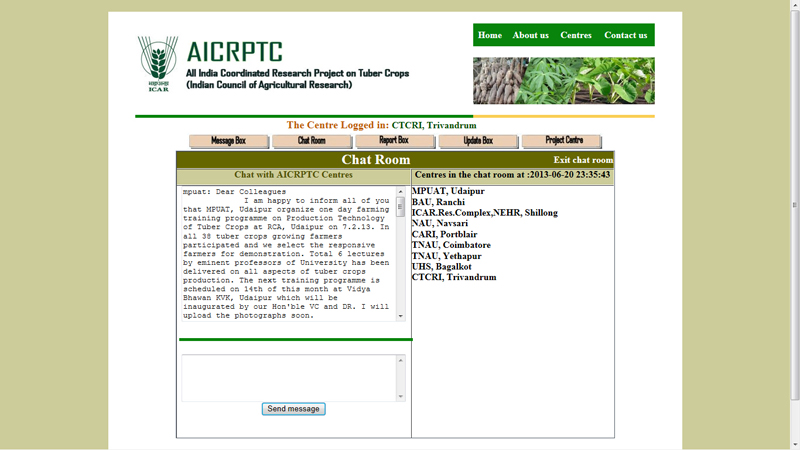 Home About us Centres Contact us
AICRPTC
All India Coordinated Research Project on Tuber Crops
(Indian Council of Agricultural Research)
ICAR
The Centre Logged in: CTCRI, Trivandrum
Message Box Chat Room Report Box Update Box Project Centre
Chat Room
Exit chat room
Chat with AICRPTC Centres
mpuat: Dear Colleagues
I am happy to inform all of you
that MPUAT, Udaipur organize one day farming
training programme on Production Technology
of Tuber Crops at RCA, Udaipur on 7.2.13. In
all 38 tuber crops growing farmers
participated and we select the responsive
farmers for demonstration. Total 6 lectures
by eminent professors of University has been
delivered on all aspects of tuber crops
production. The next training programme is
scheduled on 14th of this month at Vidya
Bhawan KVK, Udaipur which will be
inaugurated by our Hon'ble VC and DR. I will
upload the photographs soon.
Send message
Centres in the chat room at :2013-06-20 23:35:43
MPUAT, Udaipur
BAU, Ranchi
ICAR.Res.Complex,NEHR, Shillong
NAU, Navsari
CARI, Portblair
TNAU, Coimbatore
TNAU, Yethapur
UHS, Bagalkot
CTCRI, Trivandrum